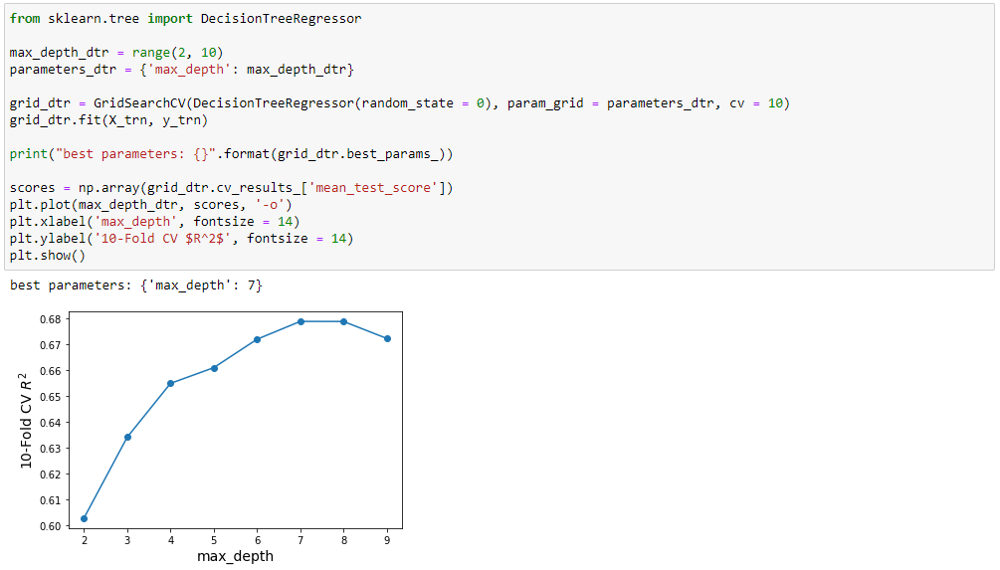 from sklearn.tree import DecisionTreeRegressor
max_depth_dtr = range(2, 10)
parameters_dtr = {'max_depth': max_depth_dtr}
grid_dtr = GridSearchCV(DecisionTreeRegressor(random_state = 0), param_grid = parameters_dtr, cv = 10)
grid_dtr.fit(X_trn, y_trn)
print("best parameters: {}".format(grid_dtr.best_params_))
scores = np.array(grid_dtr.cv_results_['mean_test_score'])
plt.plot(max_depth_dtr, scores, '-o')
plt.xlabel('max_depth', fontsize = 14)
plt.ylabel('10-Fold CV $R^2$', fontsize = 14)
plt.show()
best parameters: {'max_depth': 7}
10-Fold CV R²
0.68
0.67
0.66
0.65
0.64
0.63
0.62
0.61
0.60
2 3 4 5 6 7 8 9
max_depth